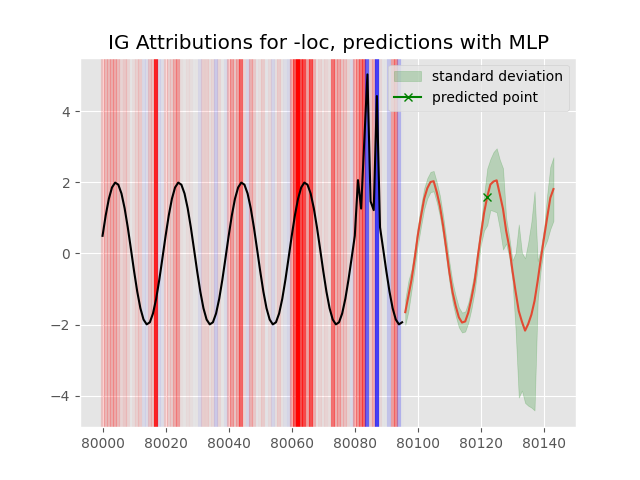 IG Attributions for -loc, predictions with MLP
standard deviation
predicted point
4
2
0
−2
−4
80000 80020 80040 80060 80080 80100 80120 80140